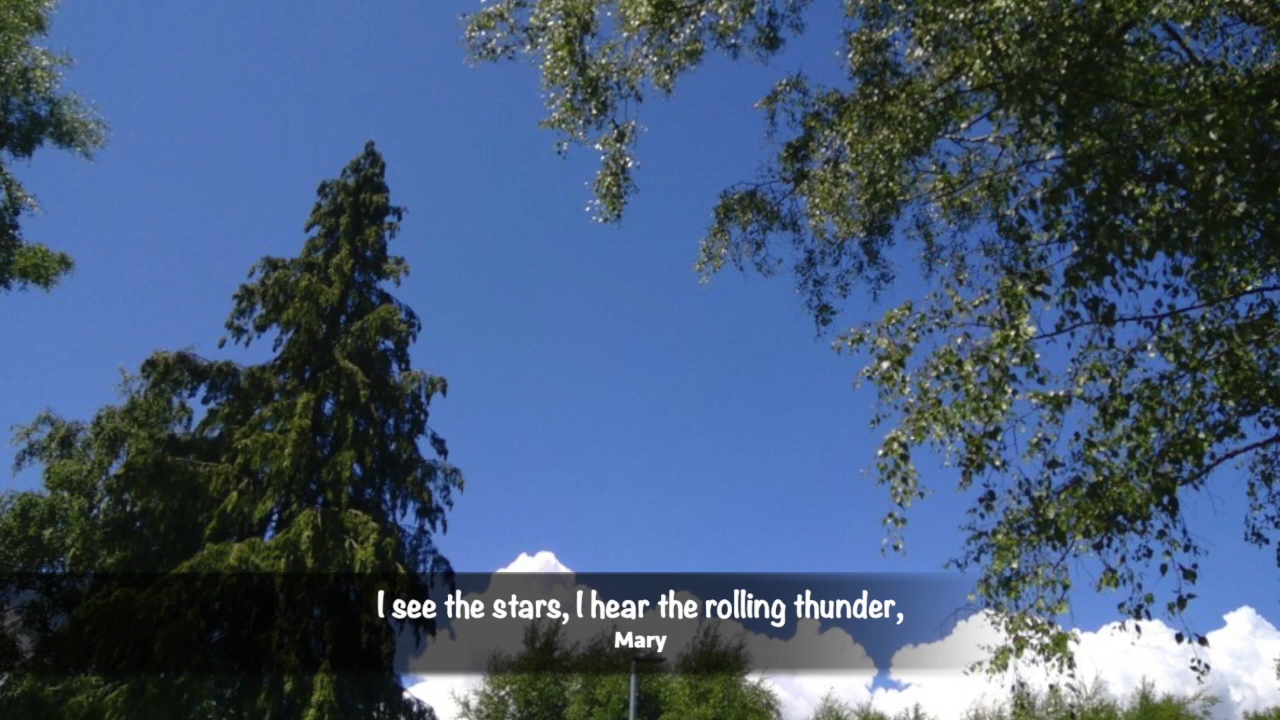 I see the stars, I hear the rolling thunder,
Mary